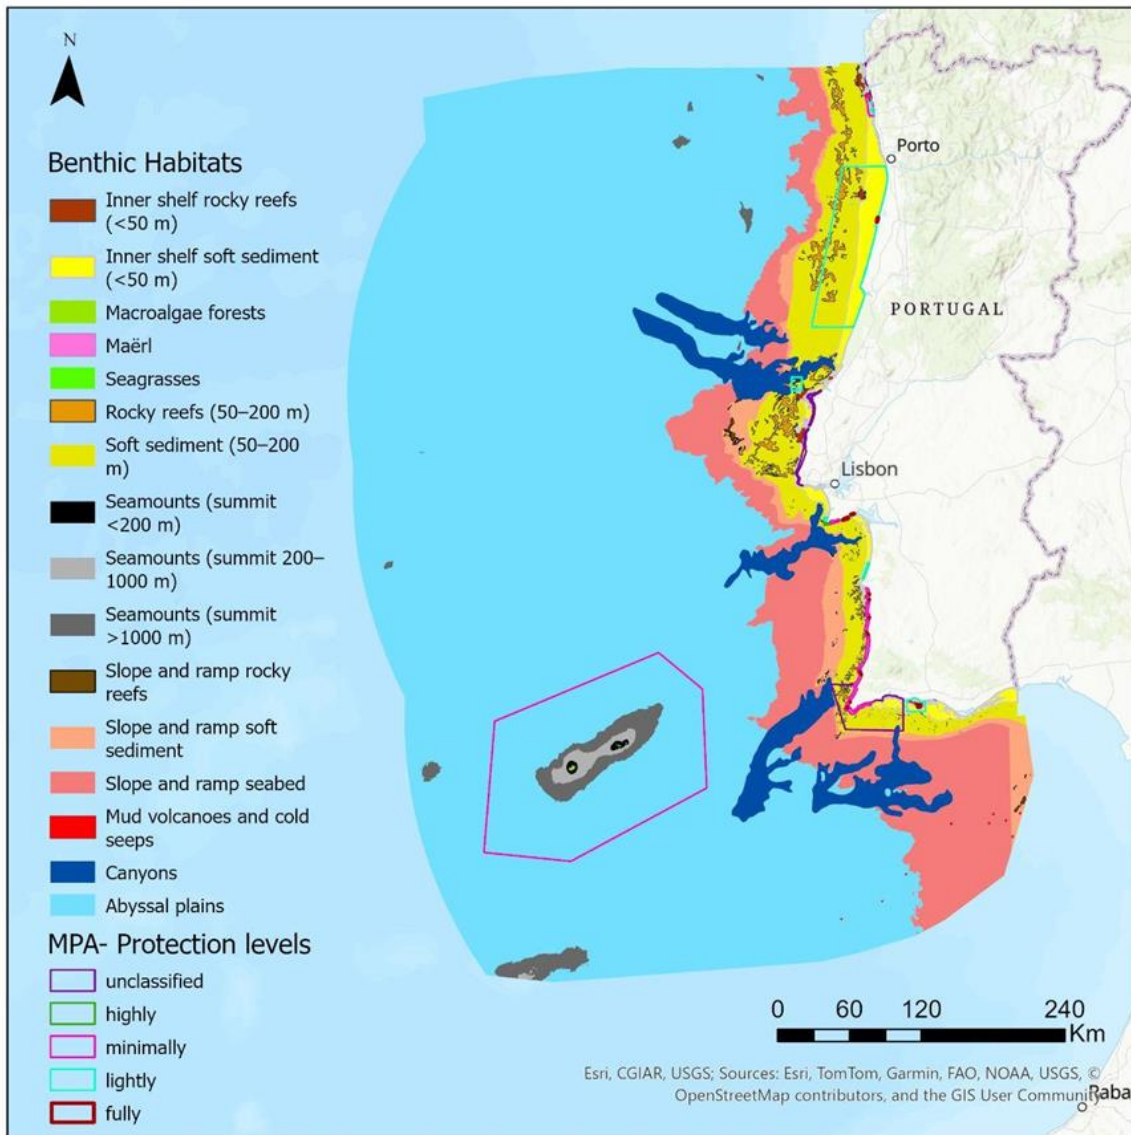 N
Benthic Habitats
Inner shelf rocky reefs
(<50 m)
Inner shelf soft sediment
(<50 m)
Macroalgae forests
Maërl
Seagrasses
Rocky reefs (50–200 m)
Soft sediment (50–200
m)
Seamounts (summit
<200 m)
Seamounts (summit 200–
1000 m)
Seamounts (summit
>1000 m)
Slope and ramp rocky
reefs
Slope and ramp soft
sediment
Slope and ramp seabed
Mud volcanoes and cold
seeps
Canyons
Abyssal plains
MPA- Protection levels
unclassified
highly
minimally
lightly
fully
Porto
PORTUGAL
Lisbon
0 60 120 240
Km
Esri, CGIAR, USGS; Sources: Esri, TomTom, Garmin, FAO, NOAA, USGS, ©
OpenStreetMap contributors, and the GIS User Community
Raba